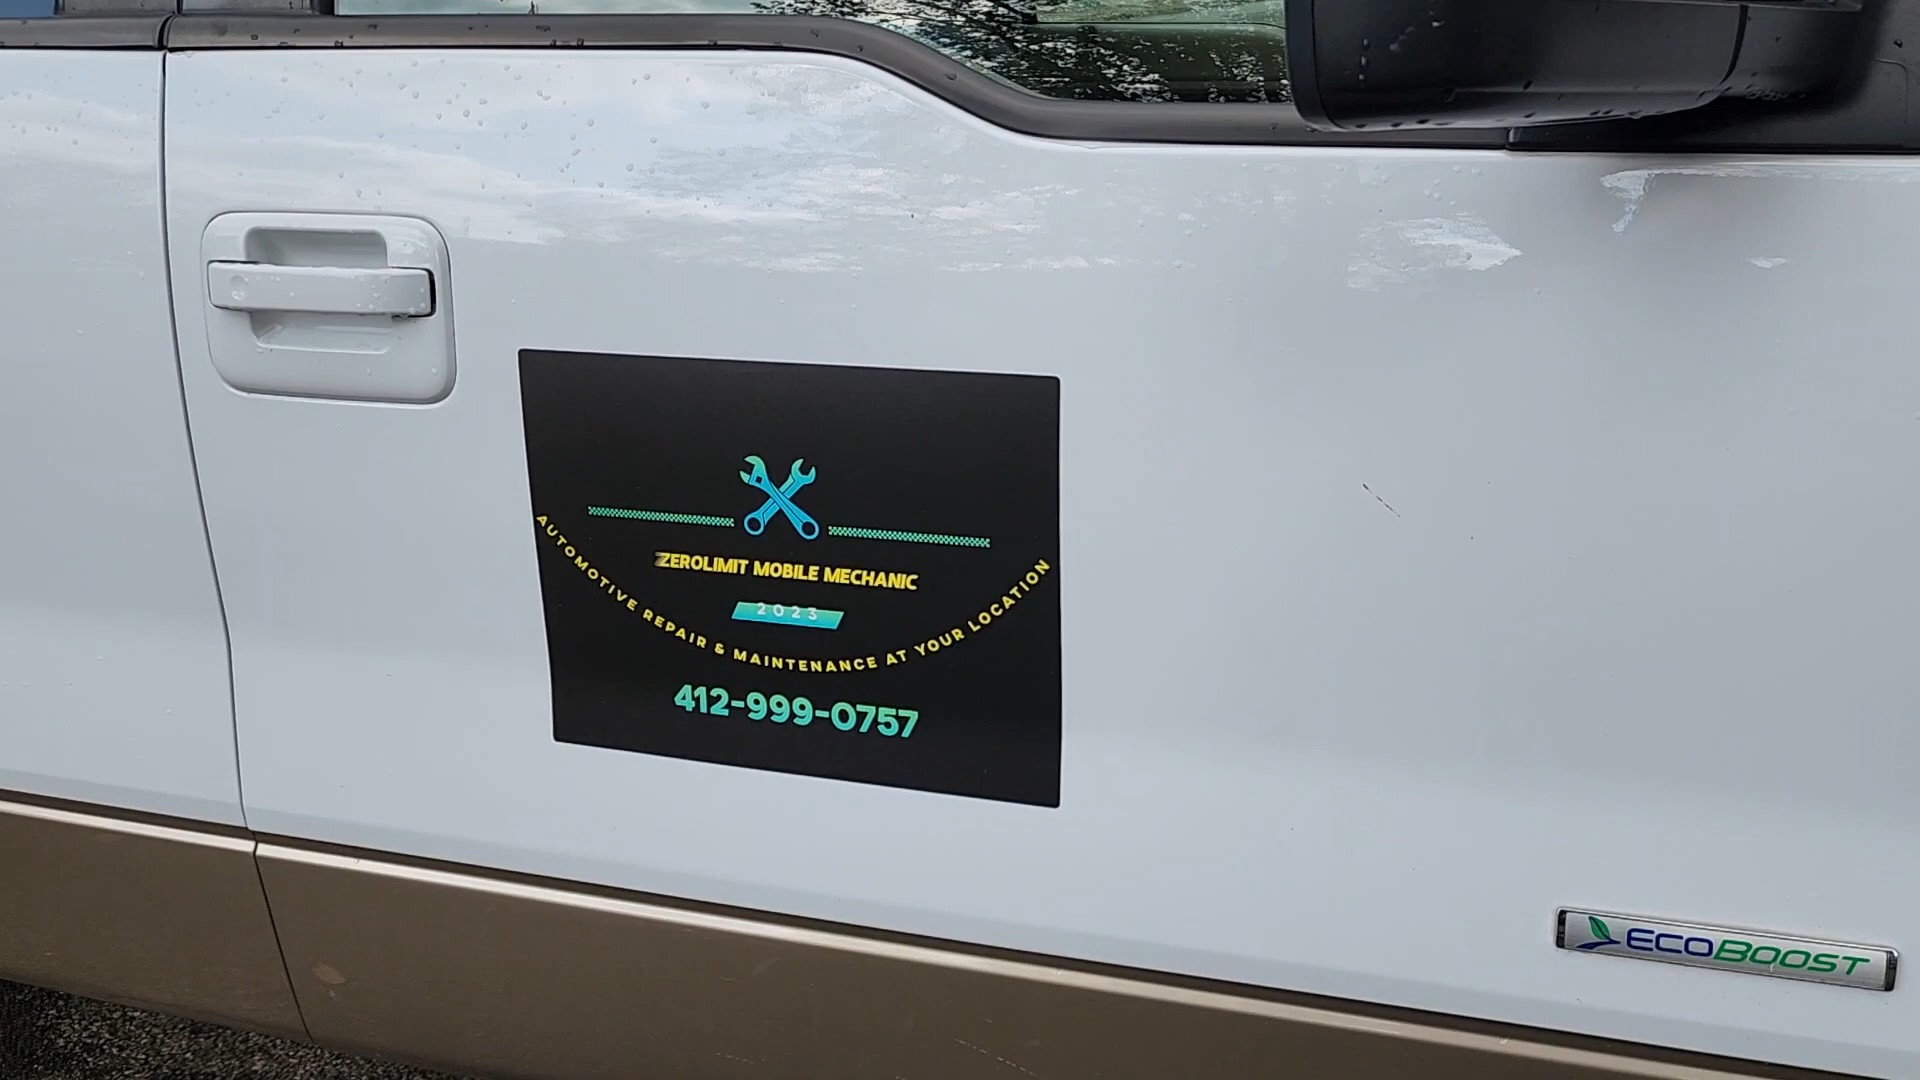 ZEROLIMIT MOBILE MECHANIC
2023
AUTOMOTIVE REPAIR & MAINTENANCE AT YOUR LOCATION
412-999-0757
ECOBOOST